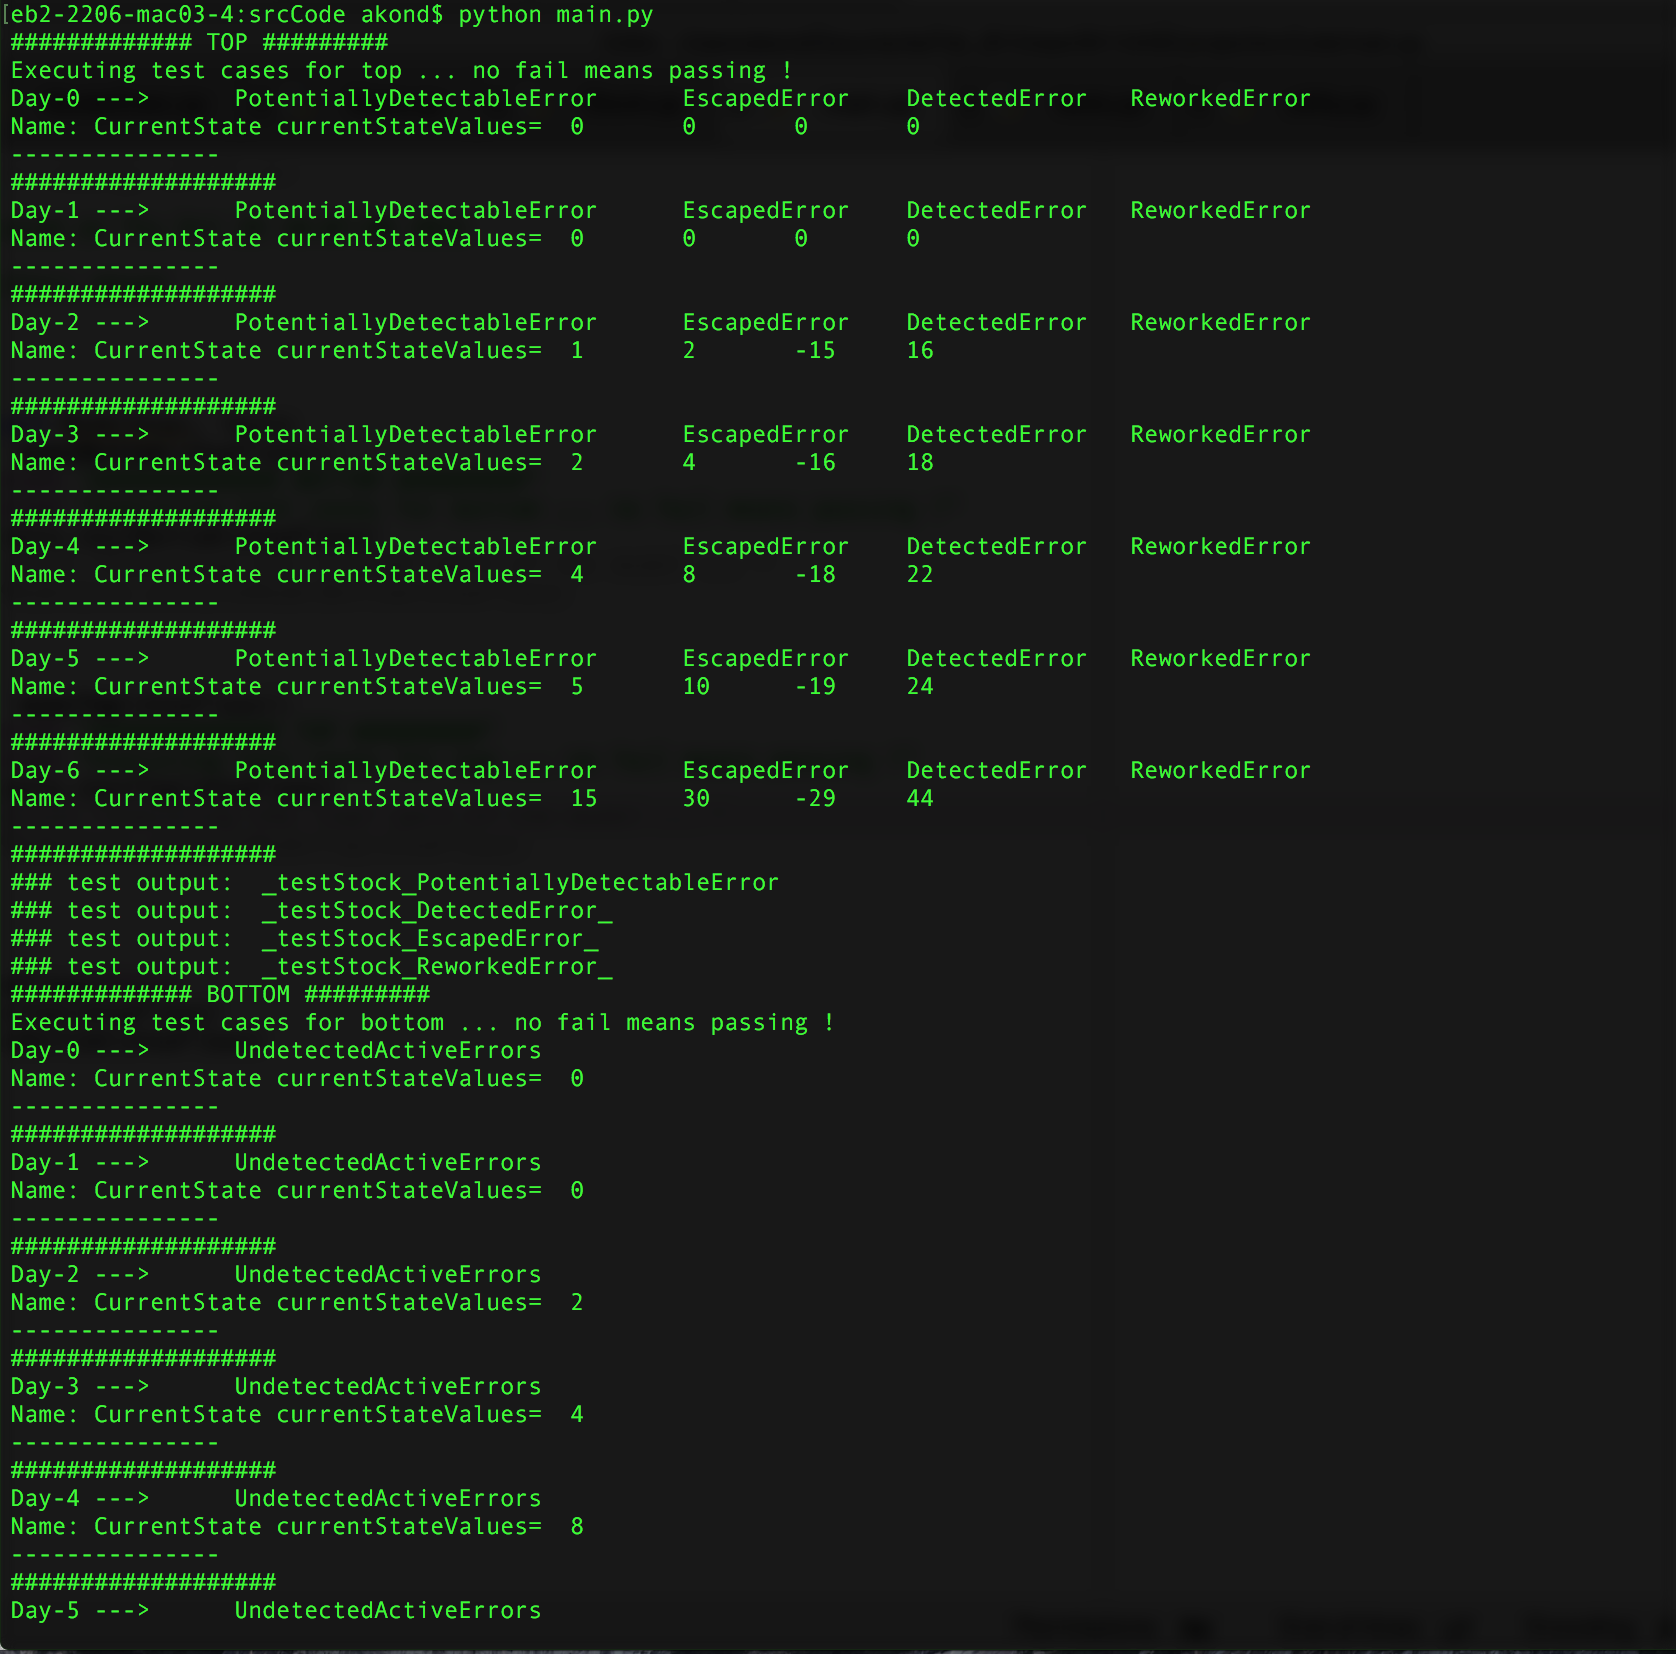 [eb2-2206-mac03-4:srcCode akond$ python main.py
############# TOP #########
Executing test cases for top ... no fail means passing !
Day-0 --->      PotentiallyDetectableError      EscapedError    DetectedError   ReworkedError
Name: CurrentState currentStateValues=  0       0       0       0
---------------
###################
Day-1 --->      PotentiallyDetectableError      EscapedError    DetectedError   ReworkedError
Name: CurrentState currentStateValues=  0       0       0       0
---------------
###################
Day-2 --->      PotentiallyDetectableError      EscapedError    DetectedError   ReworkedError
Name: CurrentState currentStateValues=  1       2       -15     16
---------------
###################
Day-3 --->      PotentiallyDetectableError      EscapedError    DetectedError   ReworkedError
Name: CurrentState currentStateValues=  2       4       -16     18
---------------
###################
Day-4 --->      PotentiallyDetectableError      EscapedError    DetectedError   ReworkedError
Name: CurrentState currentStateValues=  4       8       -18     22
---------------
###################
Day-5 --->      PotentiallyDetectableError      EscapedError    DetectedError   ReworkedError
Name: CurrentState currentStateValues=  5       10      -19     24
---------------
###################
Day-6 --->      PotentiallyDetectableError      EscapedError    DetectedError   ReworkedError
Name: CurrentState currentStateValues=  15      30      -29     44
---------------
###################
### test output:  _testStock_PotentiallyDetectableError
### test output:  _testStock_DetectedError_
### test output:  _testStock_EscapedError_
### test output:  _testStock_ReworkedError_
############# BOTTOM #########
Executing test cases for bottom ... no fail means passing !
Day-0 --->      UndetectedActiveErrors
Name: CurrentState currentStateValues=  0
---------------
###################
Day-1 --->      UndetectedActiveErrors
Name: CurrentState currentStateValues=  0
---------------
###################
Day-2 --->      UndetectedActiveErrors
Name: CurrentState currentStateValues=  2
---------------
###################
Day-3 --->      UndetectedActiveErrors
Name: CurrentState currentStateValues=  4
---------------
###################
Day-4 --->      UndetectedActiveErrors
Name: CurrentState currentStateValues=  8
---------------
###################
Day-5 --->      UndetectedActiveErrors